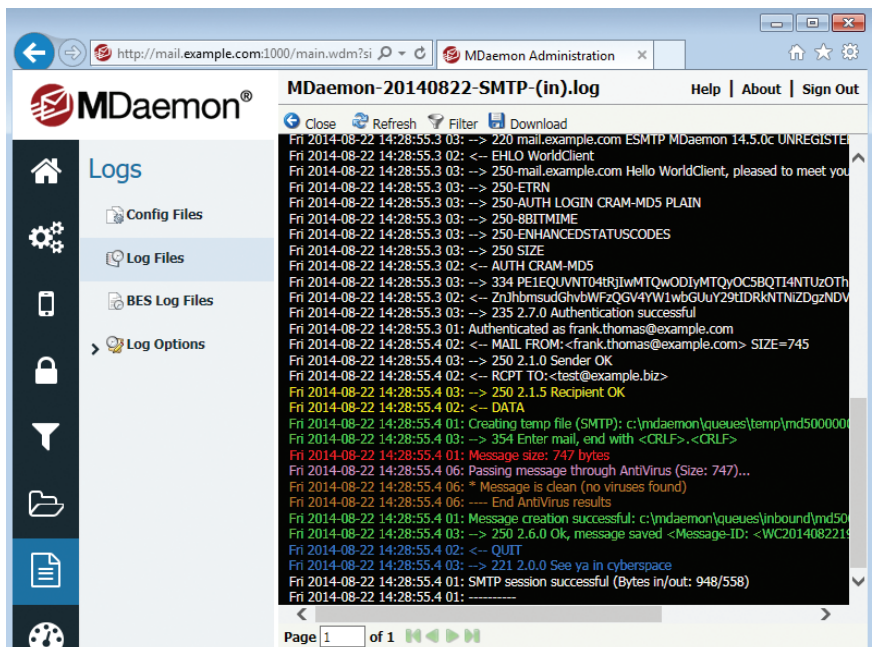 http://mail.example.com:1000/main.wdm?si
MDaemon Administration
MDaemon®
MDaemon-20140822-SMTP-(in).log
Help | About | Sign Out
Close Refresh Filter Download
Logs
Config Files
Log Files
BES Log Files
Log Options
Fri 2014-08-22 14:28:55.3 03: --> 220 mail.example.com ESMTP MDaemon 14.5.0c UNREGISTE
Fri 2014-08-22 14:28:55.3 02: <-- EHLO WorldClient
Fri 2014-08-22 14:28:55.3 03: --> 250-mail.example.com Hello WorldClient, pleased to meet you
Fri 2014-08-22 14:28:55.3 03: --> 250-ETRN
Fri 2014-08-22 14:28:55.3 03: --> 250-AUTH LOGIN CRAM-MD5 PLAIN
Fri 2014-08-22 14:28:55.3 03: --> 250-8BITMIME
Fri 2014-08-22 14:28:55.3 03: --> 250-ENHANCEDSTATUSCODES
Fri 2014-08-22 14:28:55.3 03: --> 250 SIZE
Fri 2014-08-22 14:28:55.3 02: <-- AUTH CRAM-MD5
Fri 2014-08-22 14:28:55.3 03: --> 334
Fri 2014-08-22 14:28:55.3 02: <--
Fri 2014-08-22 14:28:55.3 03: --> 235 2.7.0 Authentication successful
Fri 2014-08-22 14:28:55.3 01: Authenticated as frank.thomas@example.com
Fri 2014-08-22 14:28:55.4 02: <-- MAIL FROM:<frank.thomas@example.com> SIZE=745
Fri 2014-08-22 14:28:55.4 03: --> 250 2.1.0 Sender OK
Fri 2014-08-22 14:28:55.4 02: <-- RCPT TO:<test@example.biz>
Fri 2014-08-22 14:28:55.4 03: --> 250 2.1.5 Recipient OK
Fri 2014-08-22 14:28:55.4 02: <-- DATA
Fri 2014-08-22 14:28:55.4 01: Creating temp file (SMTP): c:\mdaemon\queues\temp\md5000000
Fri 2014-08-22 14:28:55.4 03: --> 354 Enter mail, end with <CRLF>.<CRLF>
Fri 2014-08-22 14:28:55.4 01: Message size: 747 bytes
Fri 2014-08-22 14:28:55.4 06: Passing message through AntiVirus (Size: 747)...
Fri 2014-08-22 14:28:55.4 06: * Message is clean (no viruses found)
Fri 2014-08-22 14:28:55.4 06: ---- End AntiVirus results
Fri 2014-08-22 14:28:55.4 01: Message creation successful: c:\mdaemon\queues\inbound\md50
Fri 2014-08-22 14:28:55.4 03: --> 250 2.6.0 Ok, message saved <Message-ID: <WC2014082219
Fri 2014-08-22 14:28:55.4 02: <-- QUIT
Fri 2014-08-22 14:28:55.4 03: --> 221 2.0.0 See ya in cyberspace
Fri 2014-08-22 14:28:55.4 01: SMTP session successful (Bytes in/out: 948/558)
Fri 2014-08-22 14:28:55.4 01: ----------
Page 1 of 1